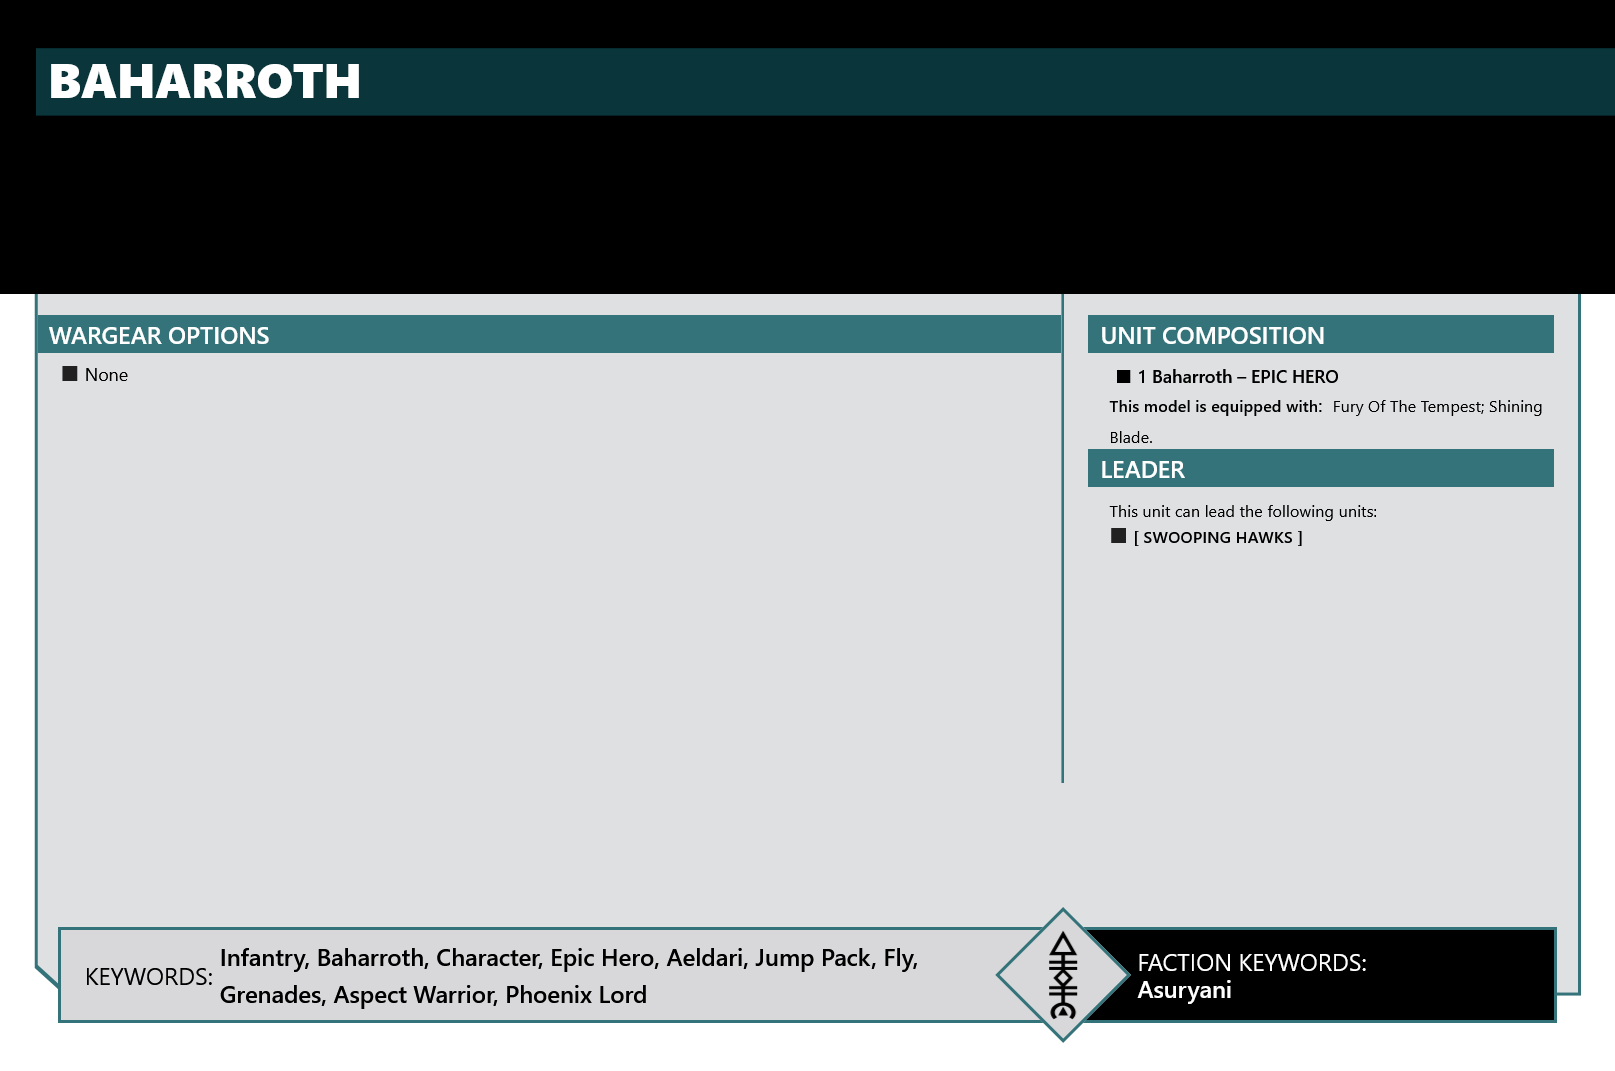 BAHARROTH
WARGEAR OPTIONS
■ None
UNIT COMPOSITION
■ 1 Baharroth – EPIC HERO
This model is equipped with: Fury Of The Tempest; Shining
Blade.
LEADER
This unit can lead the following units:
■ [ SWOOPING HAWKS ]
KEYWORDS: Infantry, Baharroth, Character, Epic Hero, Aeldari, Jump Pack, Fly,
Grenades, Aspect Warrior, Phoenix Lord
FACTION KEYWORDS:
Asuryani